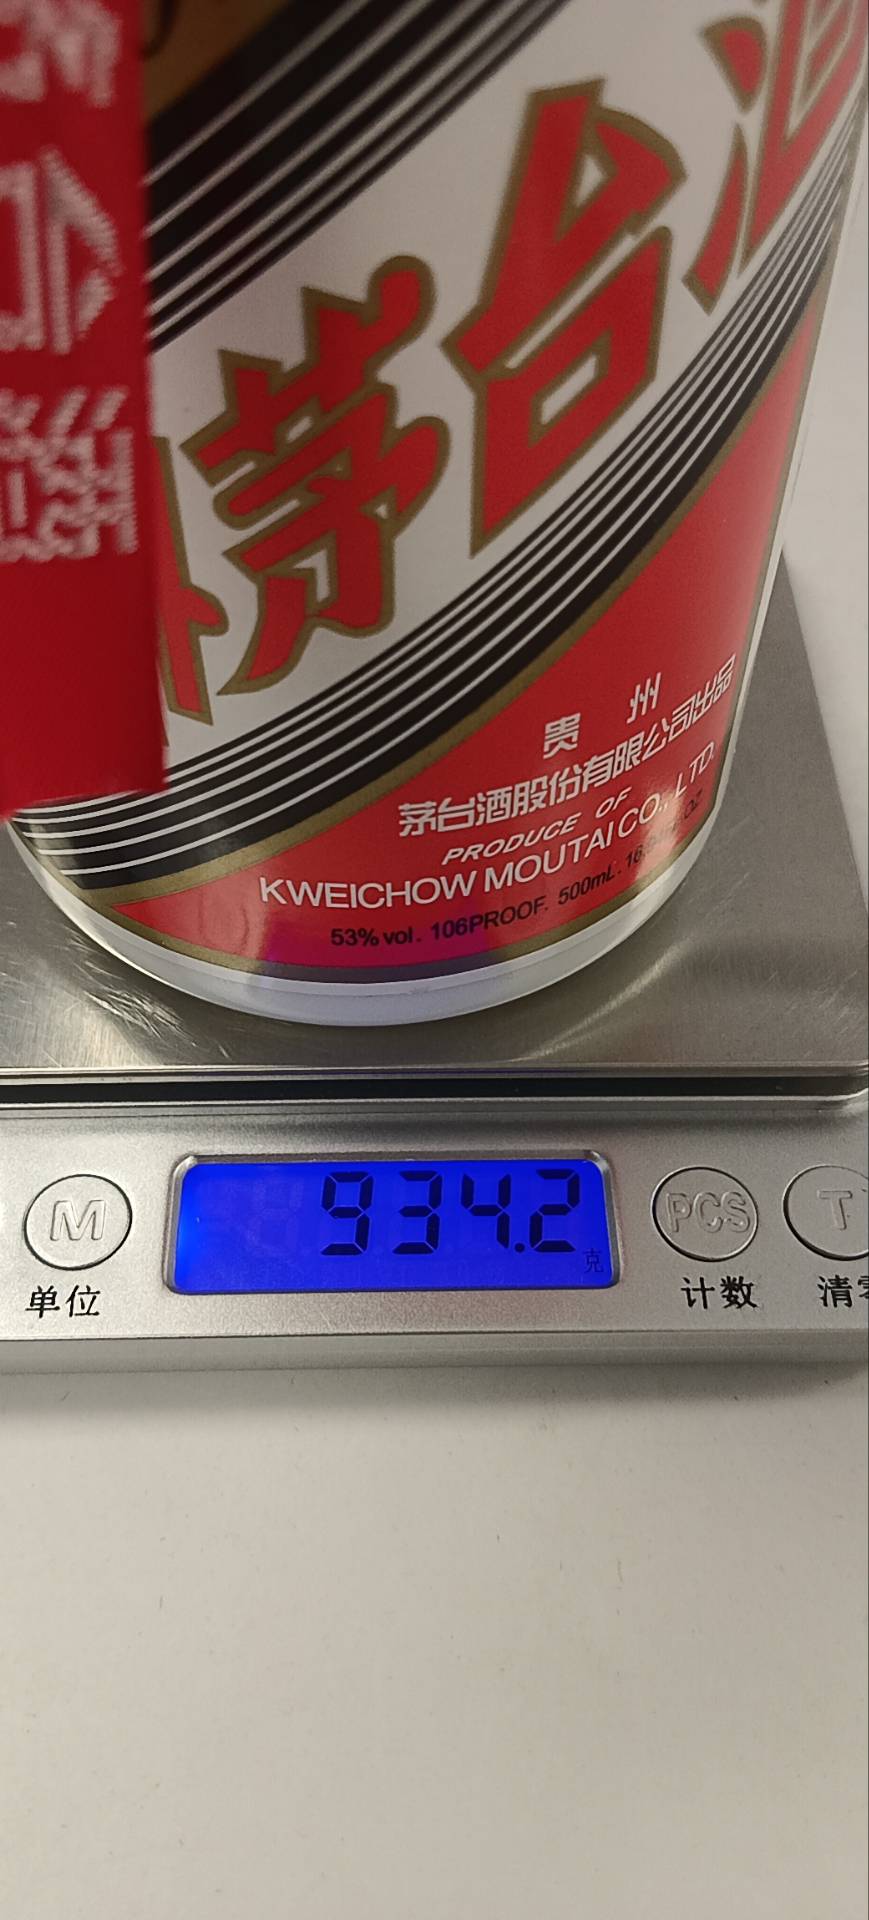 茅台酒
贵州
茅台酒股份有限公司出品
PRODUCE OF
KWEICHOW MOUTAI CO., LTD.
53% vol. 106PROOF. 500mL.
934.2
克
M
PCS
T
单位
计数
清